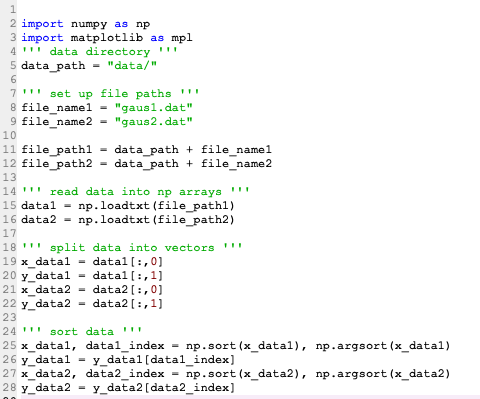 1
2 import numpy as np
3 import matplotlib as mpl
4 ''' data directory '''
5 data_path = "data/"
6
7 ''' set up file paths '''
8 file_name1 = "gaus1.dat"
9 file_name2 = "gaus2.dat"
10
11 file_path1 = data_path + file_name1
12 file_path2 = data_path + file_name2
13
14 ''' read data into np arrays '''
15 data1 = np.loadtxt(file_path1)
16 data2 = np.loadtxt(file_path2)
17
18 ''' split data into vectors '''
19 x_data1 = data1[:,0]
20 y_data1 = data1[:,1]
21 x_data2 = data2[:,0]
22 y_data2 = data2[:,1]
23
24 ''' sort data '''
25 x_data1, data1_index = np.sort(x_data1), np.argsort(x_data1)
26 y_data1 = y_data1[data1_index]
27 x_data2, data2_index = np.sort(x_data2), np.argsort(x_data2)
28 y_data2 = y_data2[data2_index]